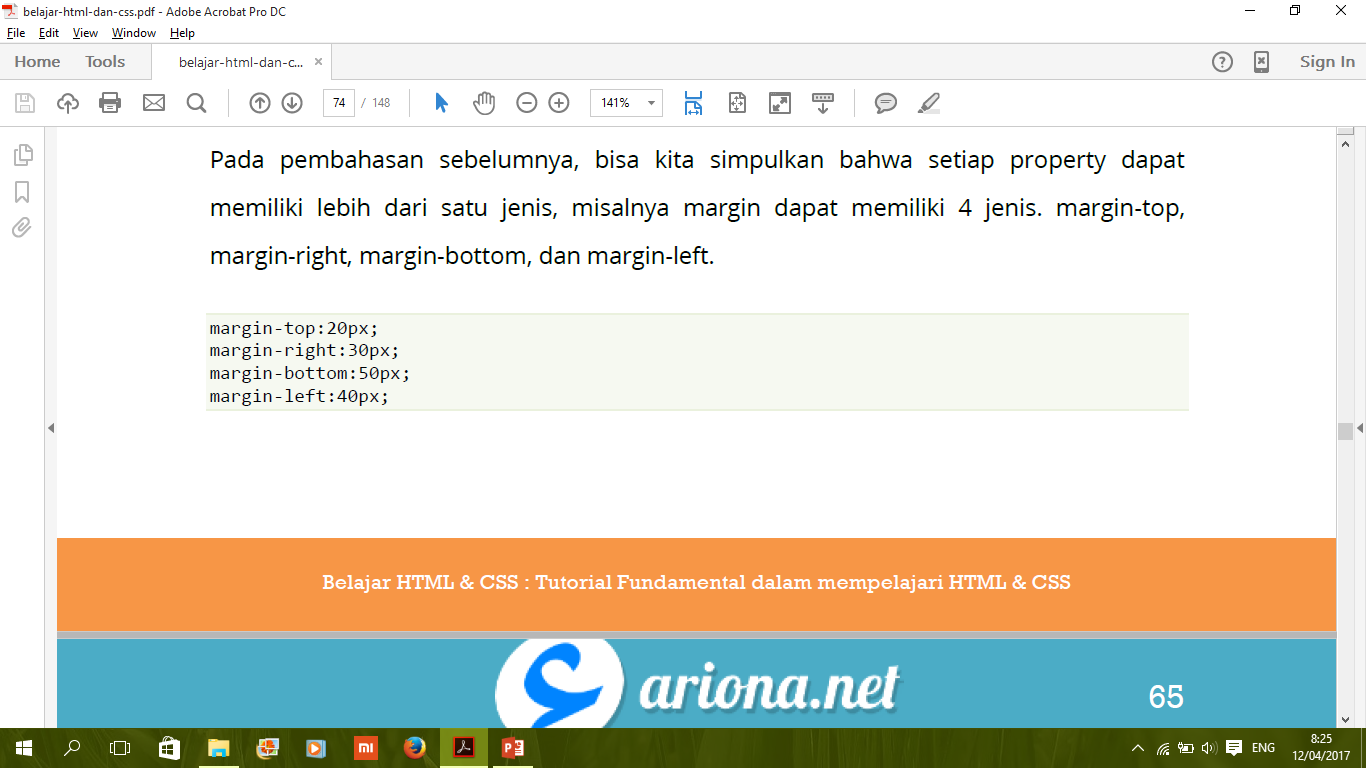 belajar-html-dan-css.pdf - Adobe Acrobat Pro DC
File Edit View Window Help
Home Tools belajar-html-dan-c... × Sign In
74 / 148 141%
Pada pembahasan sebelumnya, bisa kita simpulkan bahwa setiap property dapat
memiliki lebih dari satu jenis, misalnya margin dapat memiliki 4 jenis. margin-top,
margin-right, margin-bottom, dan margin-left.
margin-top:20px;
margin-right:30px;
margin-bottom:50px;
margin-left:40px;
Belajar HTML & CSS : Tutorial Fundamental dalam mempelajari HTML & CSS
ariona.net 65
mi ENG 8:25
12/04/2017